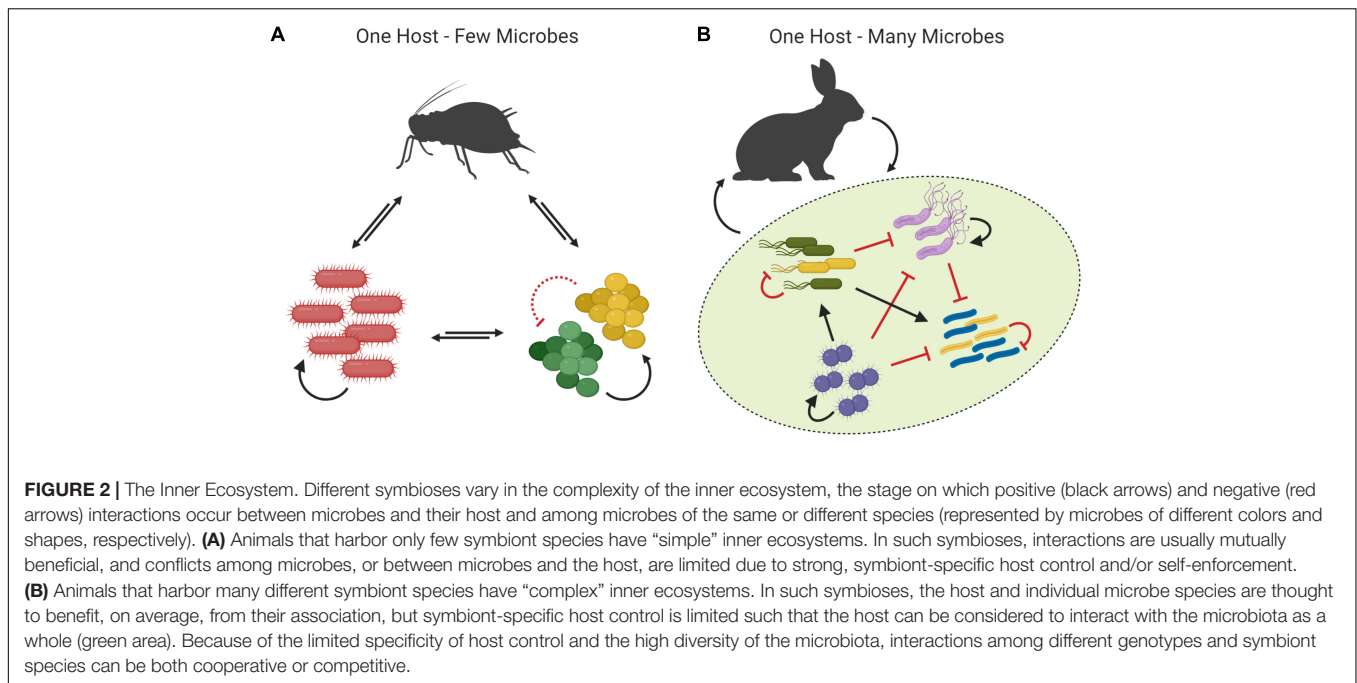 A One Host - Few Microbes
B One Host - Many Microbes
FIGURE 2 | The Inner Ecosystem. Different symbioses vary in the complexity of the inner ecosystem, the stage on which positive (black arrows) and negative (red
arrows) interactions occur between microbes and their host and among microbes of the same or different species (represented by microbes of different colors and
shapes, respectively). (A) Animals that harbor only few symbiont species have “simple” inner ecosystems. In such symbioses, interactions are usually mutually
beneficial, and conflicts among microbes, or between microbes and the host, are limited due to strong, symbiont-specific host control and/or self-enforcement.
(B) Animals that harbor many different symbiont species have “complex” inner ecosystems. In such symbioses, the host and individual microbe species are thought
to benefit, on average, from their association, but symbiont-specific host control is limited such that the host can be considered to interact with the microbiota as a
whole (green area). Because of the limited specificity of host control and the high diversity of the microbiota, interactions among different genotypes and symbiont
species can be both cooperative or competitive.